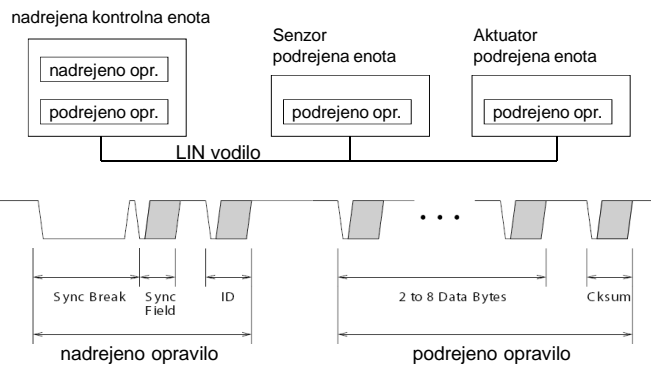 nadrejena kontrolna enota
nadrejeno opr.
podrejeno opr.
Senzor
podrejena enota
podrejeno opr.
Aktuator
podrejena enota
podrejeno opr.
LIN vodilo
• • •
Sync Break
Sync
Field
ID
2 to 8 Data Bytes
Cksum
nadrejeno opravilo
podrejeno opravilo